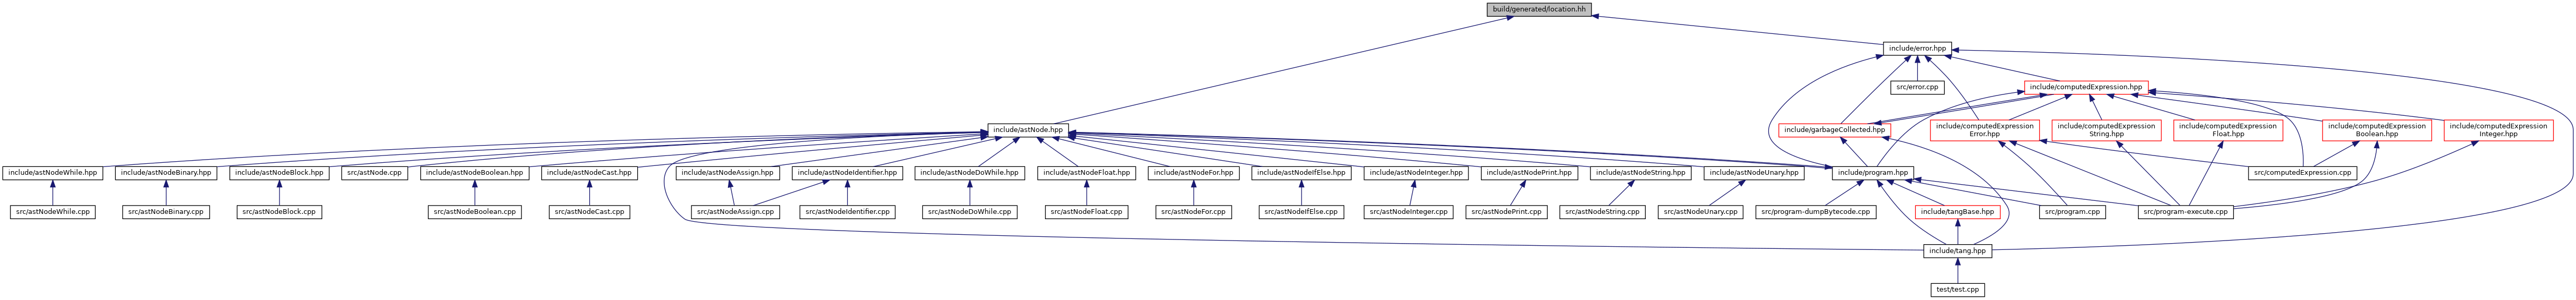 build/generated/location.hh
include/error.hpp
src/error.cpp
include/computedExpression.hpp
include/astNode.hpp
include/garbageCollected.hpp
include/computedExpression
Error.hpp
include/computedExpression
String.hpp
include/computedExpression
Float.hpp
include/computedExpression
Boolean.hpp
include/computedExpression
Integer.hpp
include/astNodeWhile.hpp
include/astNodeBinary.hpp
include/astNodeBlock.hpp
src/astNode.cpp
include/astNodeBoolean.hpp
include/astNodeCast.hpp
include/astNodeAssign.hpp
include/astNodeIdentifier.hpp
include/astNodeDoWhile.hpp
include/astNodeFloat.hpp
include/astNodeFor.hpp
include/astNodeIfElse.hpp
include/astNodeInteger.hpp
include/astNodePrint.hpp
include/astNodeString.hpp
include/astNodeUnary.hpp
include/program.hpp
src/computedExpression.cpp
src/astNodeWhile.cpp
src/astNodeBinary.cpp
src/astNodeBlock.cpp
src/astNodeBoolean.cpp
src/astNodeCast.cpp
src/astNodeAssign.cpp
src/astNodeIdentifier.cpp
src/astNodeDoWhile.cpp
src/astNodeFloat.cpp
src/astNodeFor.cpp
src/astNodeIfElse.cpp
src/astNodeInteger.cpp
src/astNodePrint.cpp
src/astNodeString.cpp
src/astNodeUnary.cpp
src/program-dumpBytecode.cpp
include/tangBase.hpp
src/program.cpp
src/program-execute.cpp
include/tang.hpp
test/test.cpp